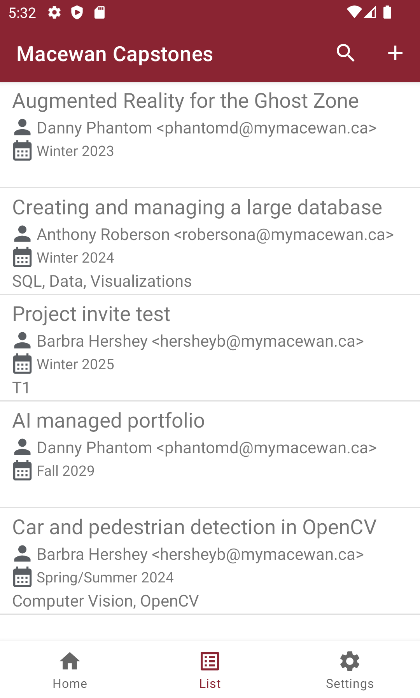 5:32
Macewan Capstones
Augmented Reality for the Ghost Zone
Danny Phantom <phantomd@mymacewan.ca>
Winter 2023
Creating and managing a large database
Anthony Roberson <robersona@mymacewan.ca>
Winter 2024
SQL, Data, Visualizations
Project invite test
Barbra Hershey <hersheyb@mymacewan.ca>
Winter 2025
T1
AI managed portfolio
Danny Phantom <phantomd@mymacewan.ca>
Fall 2029
Car and pedestrian detection in OpenCV
Barbra Hershey <hersheyb@mymacewan.ca>
Spring/Summer 2024
Computer Vision, OpenCV
Home List Settings